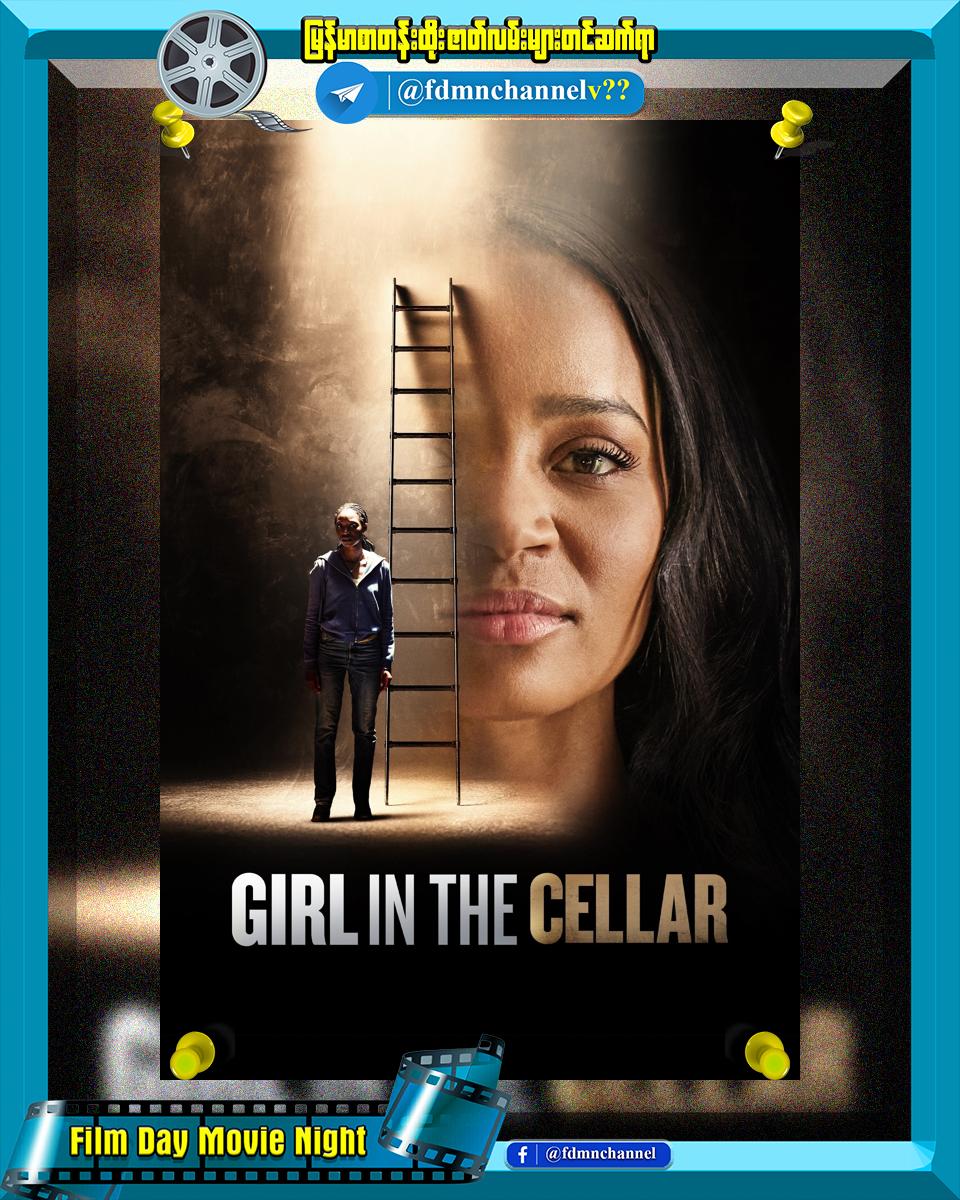 မြန်မာစာတန်းထိုးဇာတ်လမ်းများတင်ဆက်ရာ
@fdmnchannelv??
GIRL IN THE CELLAR
Film Day Movie Night
@fdmnchannel